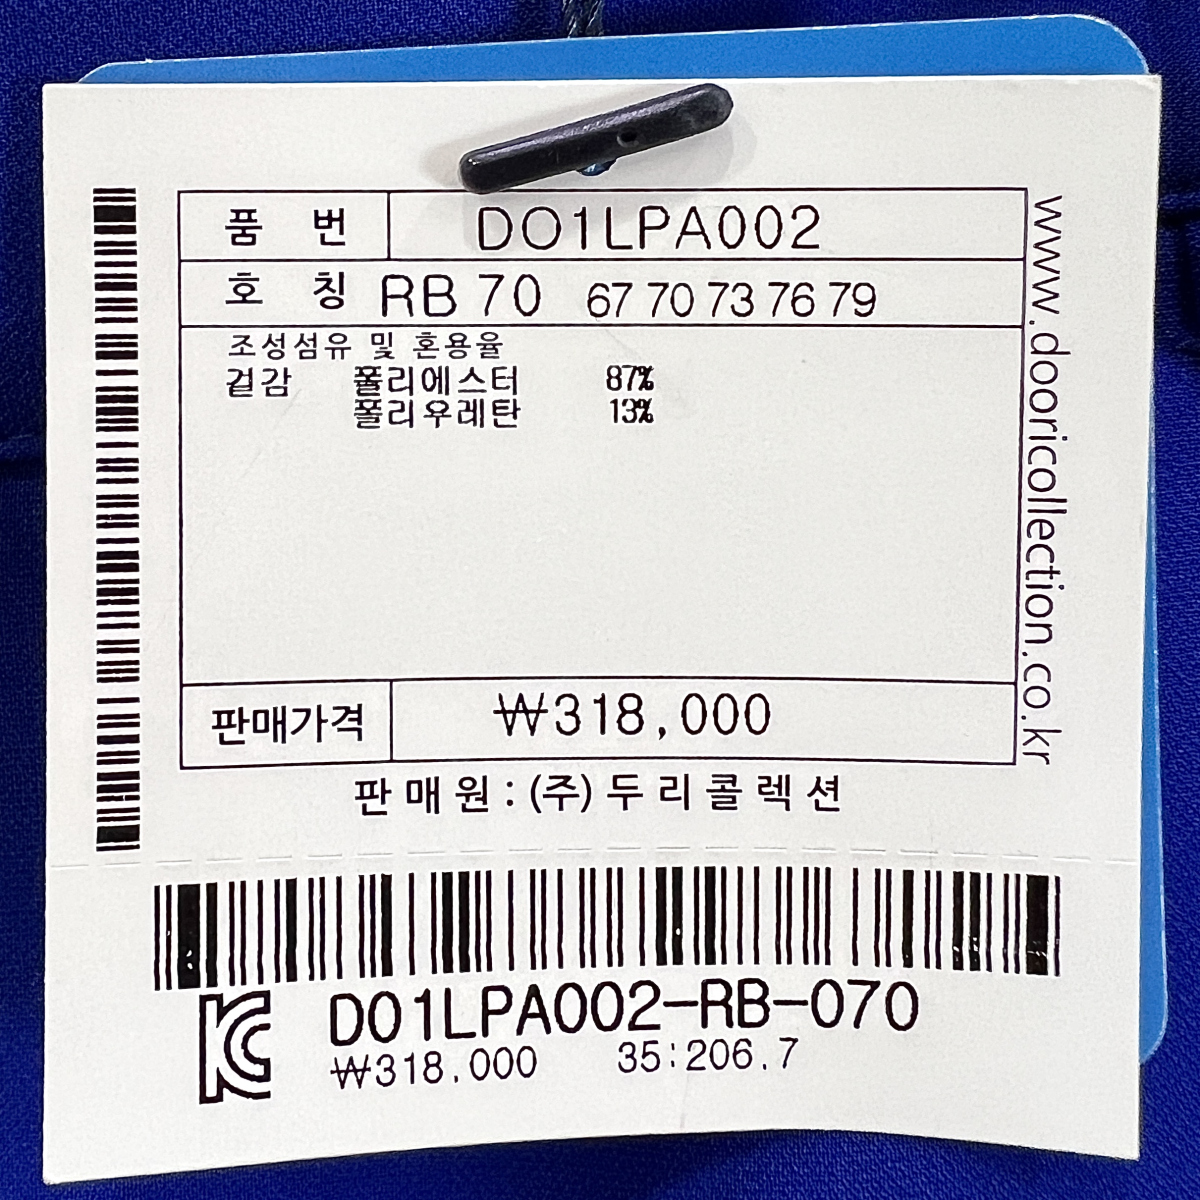 품 번 DO1LPA002
호 칭 RB 70 67 70 73 76 79
조성섬유 및 혼용율
겉감 폴리에스터 87%
폴리우레탄 13%
판매가격 ₩318,000
판매원 : (주)두리콜렉션
www.dooricollection.co.kr
DO1LPA002-RB-070
₩318,000 35:206.7